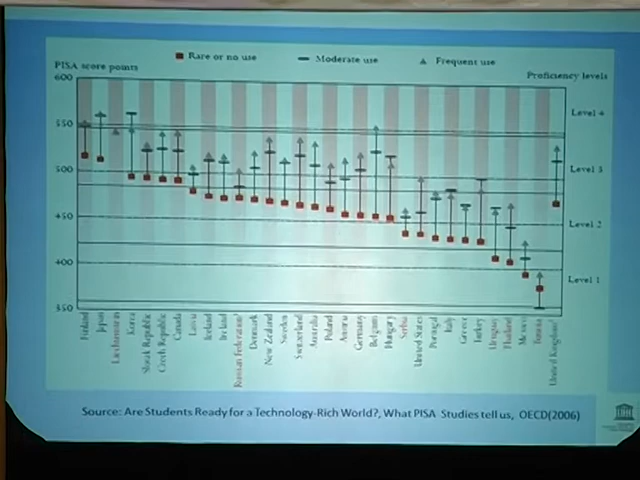 Rare or no use
Moderate use
Frequent use
PISA score points
Proficiency levels
600
550
500
450
400
350
Level 4
Level 3
Level 2
Level 1
Finland
Japan
Liechtenstein
Korea
Slovak Republic
Czech Republic
Canada
Latvia
Iceland
Ireland
Russian Federation
Denmark
New Zealand
Sweden
Switzerland
Australia
Poland
Austria
Germany
Belgium
Hungary
Serbia
United States
Portugal
Italy
Greece
Turkey
Uruguay
Thailand
Mexico
Tunisia
United Kingdom
Source: Are Students Ready for a Technology-Rich World?, What PISA Studies tell us, OECD(2006)